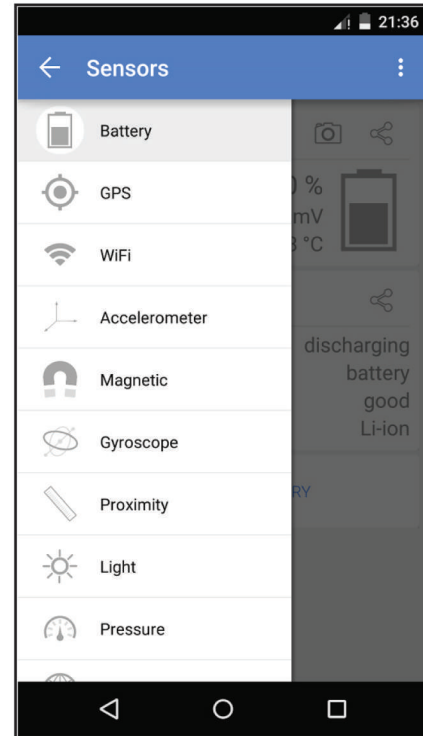 21:36
Sensors
Battery
GPS
WiFi
Accelerometer
Magnetic
Gyroscope
Proximity
Light
Pressure
%
mV
°C
discharging
battery
good
Li-ion
RY